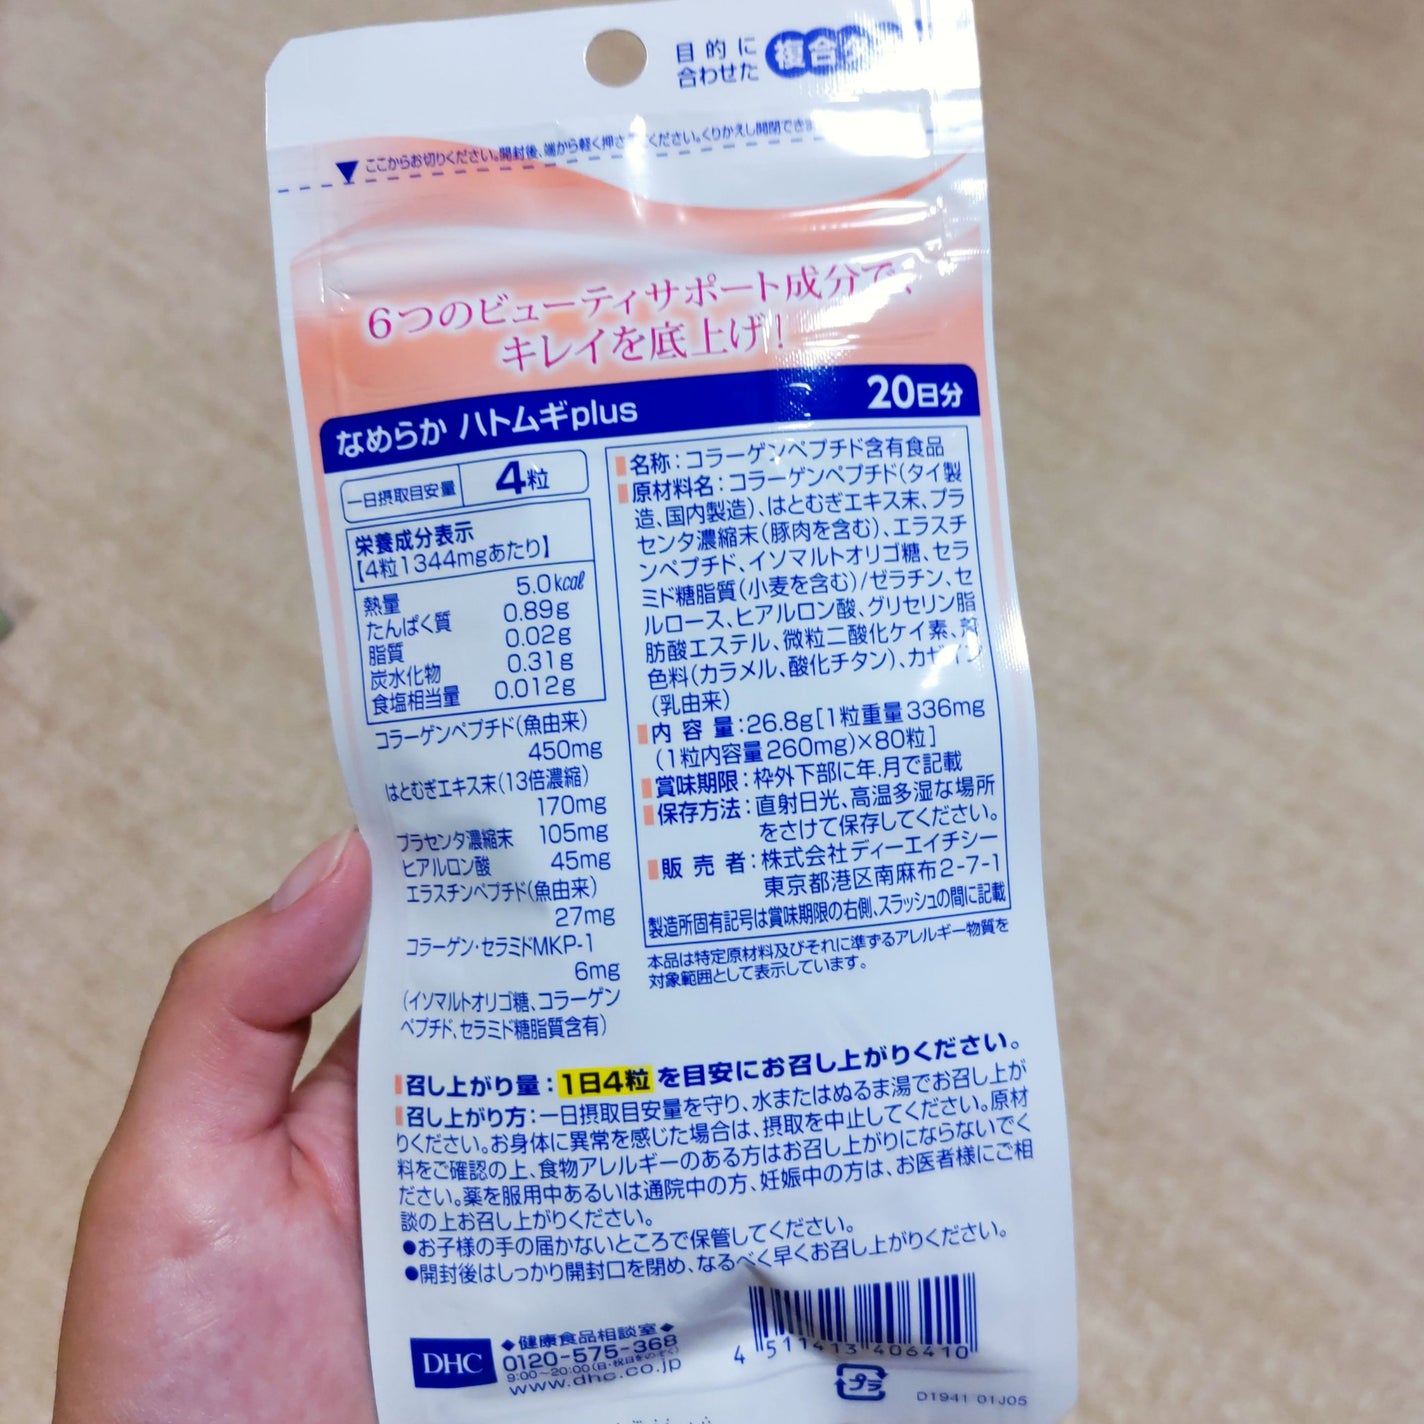 目的に
合わせた 複合
ここからお切りください。開封後、端から軽く押さ ください。くりかえし開閉できま
6つのビューティサポート成分で、
キレイを底上げ!
なめらか ハトムギplus 20日分
一日摂取目安量 4粒
栄養成分表示
【4粒1344mgあたり】
熱量 5.0kcal
たんぱく質 0.89g
脂質 0.02g
炭水化物 0.31g
食塩相当量 0.012g
コラーゲンペプチド(魚由来)
450mg
はとむぎエキス末(13倍濃縮)
170mg
プラセンタ濃縮末 105mg
ヒアルロン酸 45mg
エラスチンペプチド(魚由来)
27mg
コラーゲン・セラミドMKP-1
6mg
(イソマルトオリゴ糖、コラーゲン
ペプチド、セラミド糖脂質含有)
名称:コラーゲンペプチド含有食品
原材料名:コラーゲンペプチド(タイ製
造、国内製造)、はとむぎエキス末、プラ
センタ濃縮末(豚肉を含む)、エラスチ
ンペプチド、イソマルトオリゴ糖、セラ
ミド糖脂質(小麦を含む)/ゼラチン、セ
ルロース、ヒアルロン酸、グリセリン脂
肪酸エステル、微粒二酸化ケイ素、着
色料(カラメル、酸化チタン)、カゼイン
(乳由来)
内容量:26.8g[1粒重量336mg
(1粒内容量260mg)×80粒]
賞味期限:枠外下部に年.月で記載
保存方法:直射日光、高温多湿な場所
をさけて保存してください。
販売者:株式会社ディーエイチシー
東京都港区南麻布2-7-1
製造所固有記号は賞味期限の右側、スラッシュの間に記載
本品は特定原材料及びそれに準ずるアレルギー物質を
対象範囲として表示しています。
召し上がり量:1日4粒を目安にお召し上がりください。
召し上がり方:一日摂取目安量を守り、水またはぬるま湯でお召し上が
りください。お身体に異常を感じた場合は、摂取を中止してください。原材
料をご確認の上、食物アレルギーのある方はお召し上がりにならないでく
ださい。薬を服用中あるいは通院中の方、妊娠中の方は、お医者様にご相
談の上お召し上がりください。
●お子様の手の届かないところで保管してください。
●開封後はしっかり開封口を閉め、なるべく早くお召し上がりください。
DHC
◆健康食品相談室◆
0120-575-368
9:00~20:00(日・祝日をのぞく)
www.dhc.co.jp
4 511413 406410
プラ
D1941 01J05